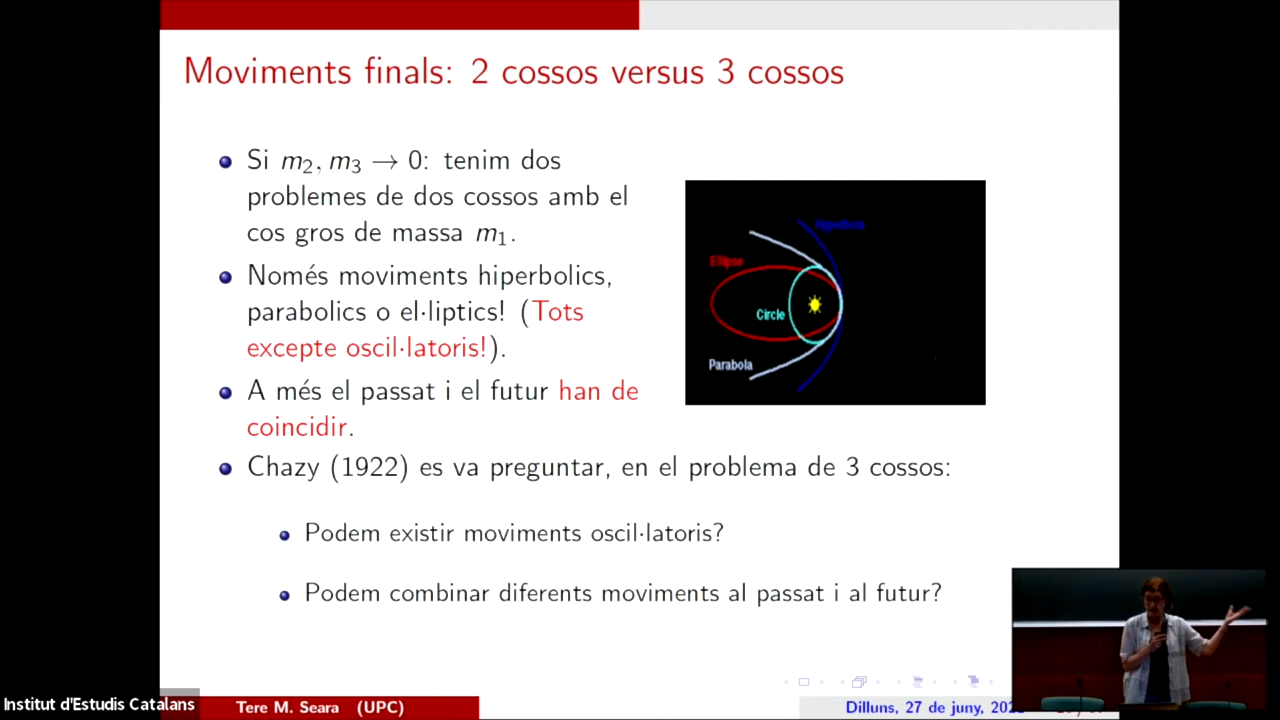 Moviments finals: 2 cossos versus 3 cossos
Si m₂, m₃ → 0: tenim dos
problemes de dos cossos amb el
cos gros de massa m₁.
Només moviments hiperbolics,
parabolics o el·liptics! (Tots
excepte oscil·latoris!).
A més el passat i el futur han de
coincidir.
Hyperbola
Ellipse
Circle
Parabola
Chazy (1922) es va preguntar, en el problema de 3 cossos:
Podem existir moviments oscil·latoris?
Podem combinar diferents moviments al passat i al futur?
Institut d'Estudis Catalans
Tere M. Seara (UPC)
Dilluns, 27 de juny,